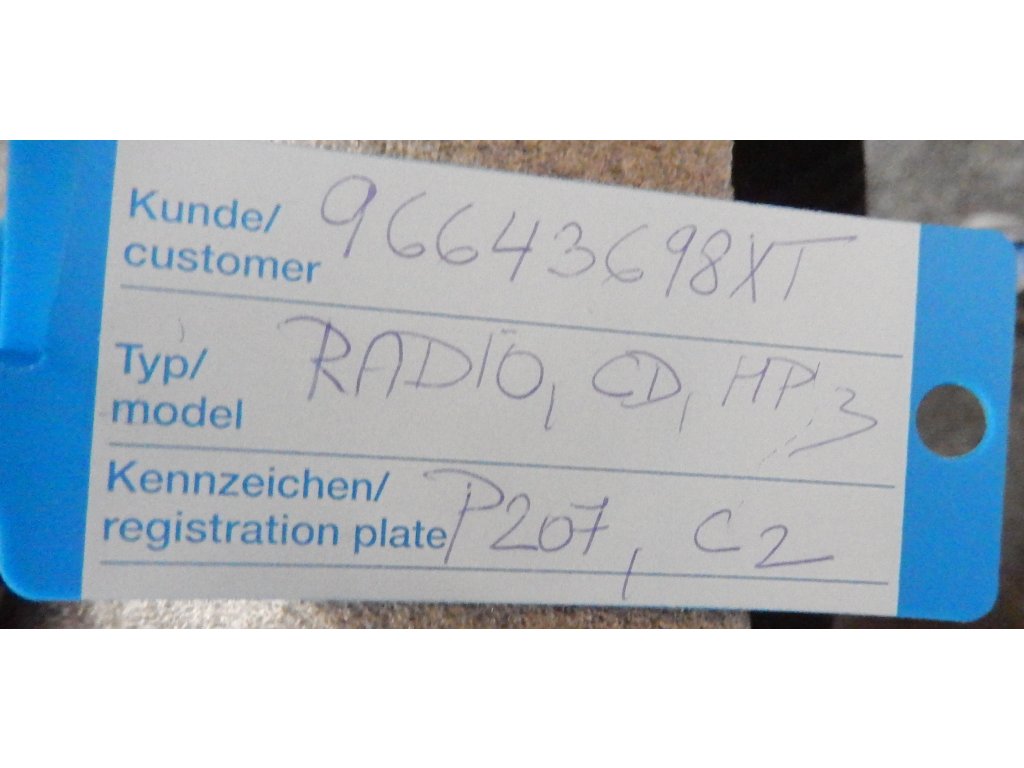 Kunde/ 96643698XT
customer
Typ/ RADIO, CD, MP3
model
Kennzeichen/
registration plate P207, C2